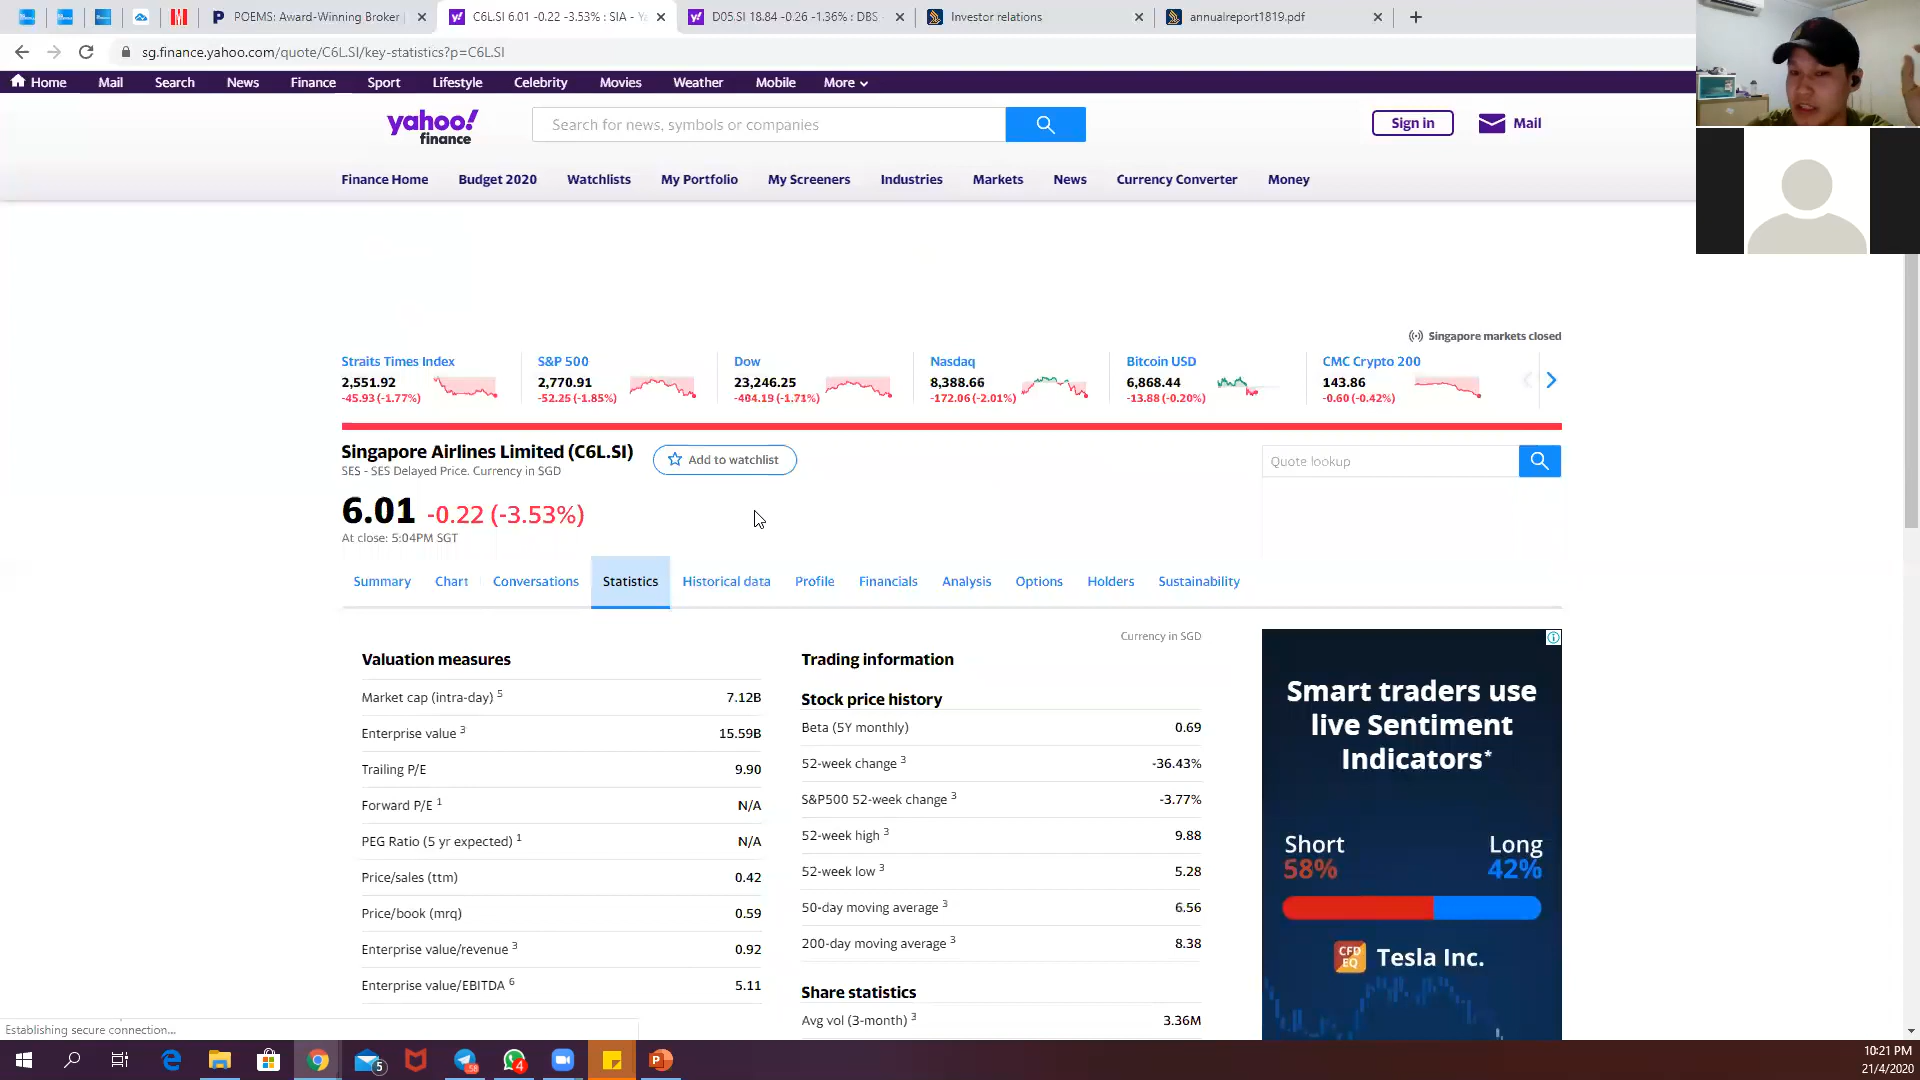 POEMS: Award-Winning Broker
C6L.SI 6.01 -0.22 -3.53% : SIA - Ya
D05.SI 18.84 -0.26 -1.36% : DBS
Investor relations
annualreport1819.pdf
sg.finance.yahoo.com/quote/C6L.SI/key-statistics?p=C6L.SI
Home Mail Search News Finance Sport Lifestyle Celebrity Movies Weather Mobile More
yahoo! finance
Search for news, symbols or companies
Sign in
Mail
Finance Home Budget 2020 Watchlists My Portfolio My Screeners Industries Markets News Currency Converter Money
Singapore markets closed
Straits Times Index
2,551.92
-45.93 (-1.77%)
S&P 500
2,770.91
-52.25 (-1.85%)
Dow
23,246.25
-404.19 (-1.71%)
Nasdaq
8,388.66
-172.06 (-2.01%)
Bitcoin USD
6,868.44
-13.88 (-0.20%)
CMC Crypto 200
143.86
-0.60 (-0.42%)
Singapore Airlines Limited (C6L.SI)
Add to watchlist
SES - SES Delayed Price. Currency in SGD
Quote lookup
6.01 -0.22 (-3.53%)
At close: 5:04PM SGT
Summary Chart Conversations Statistics Historical data Profile Financials Analysis Options Holders Sustainability
Currency in SGD
Valuation measures
Market cap (intra-day) 5 7.12B
Enterprise value 3 15.59B
Trailing P/E 9.90
Forward P/E 1 N/A
PEG Ratio (5 yr expected) 1 N/A
Price/sales (ttm) 0.42
Price/book (mrq) 0.59
Enterprise value/revenue 3 0.92
Enterprise value/EBITDA 6 5.11
Trading information
Stock price history
Beta (5Y monthly) 0.69
52-week change 3 -36.43%
S&P500 52-week change 3 -3.77%
52-week high 3 9.88
52-week low 3 5.28
50-day moving average 3 6.56
200-day moving average 3 8.38
Share statistics
Avg vol (3-month) 3 3.36M
Smart traders use
live Sentiment
Indicators*
Short Long
58% 42%
CFD
EQ
Tesla Inc.
Establishing secure connection...
5
58
4
10:21 PM
21/4/2020